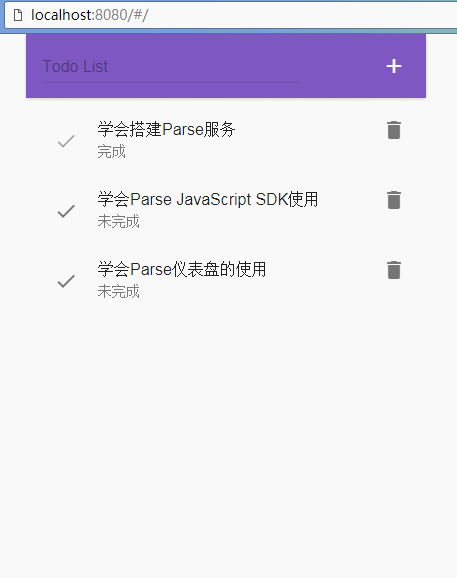 localhost:8080/#/
Todo List
学会搭建Parse服务
完成
学会Parse JavaScript SDK使用
未完成
学会Parse仪表盘的使用
未完成